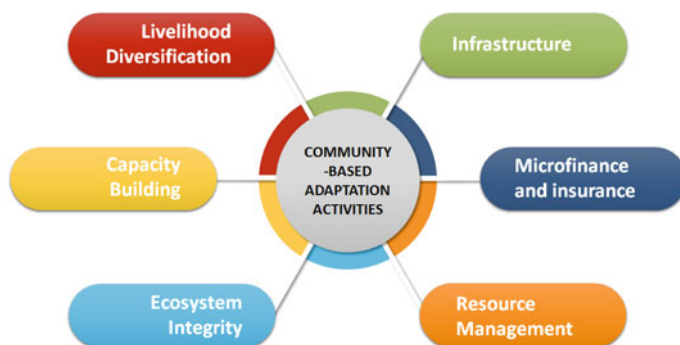 Livelihood
Diversification
Infrastructure
Capacity
Building
COMMUNITY
-BASED
ADAPTATION
ACTIVITIES
Microfinance
and insurance
Ecosystem
Integrity
Resource
Management